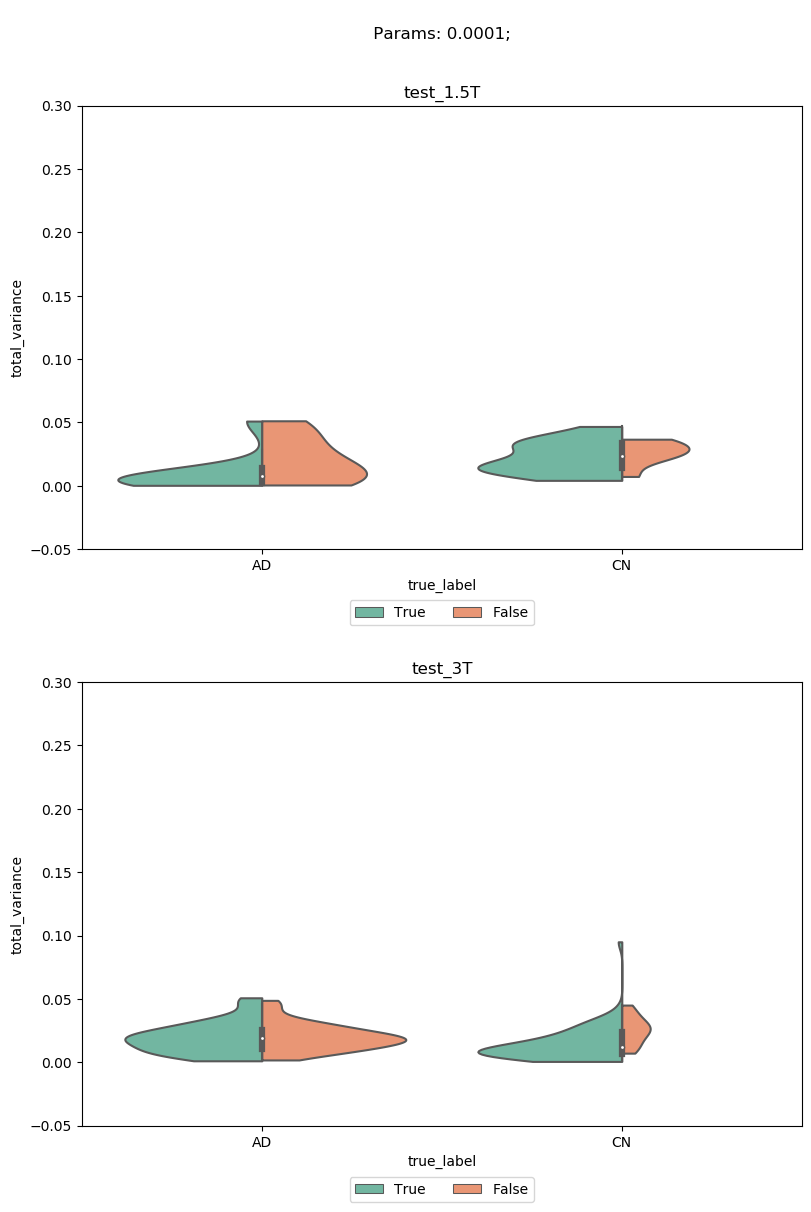 Params: 0.0001;
test_1.5T
0.30
0.25
0.20
0.15
0.10
0.05
0.00
−0.05
total_variance
AD CN
true_label
True False
test_3T
0.30
0.25
0.20
0.15
0.10
0.05
0.00
−0.05
total_variance
AD CN
true_label
True False